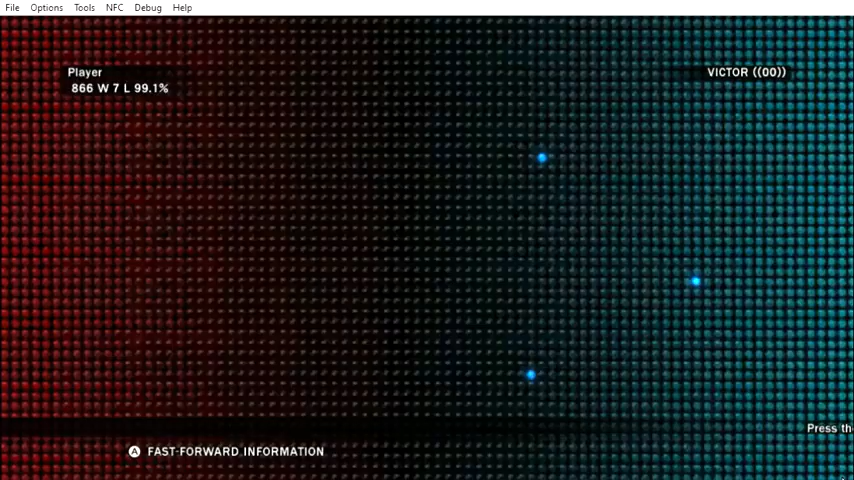 File Options Tools NFC Debug Help
Player
866 W 7 L 99.1%
VICTOR ((00))
Press th
A FAST-FORWARD INFORMATION